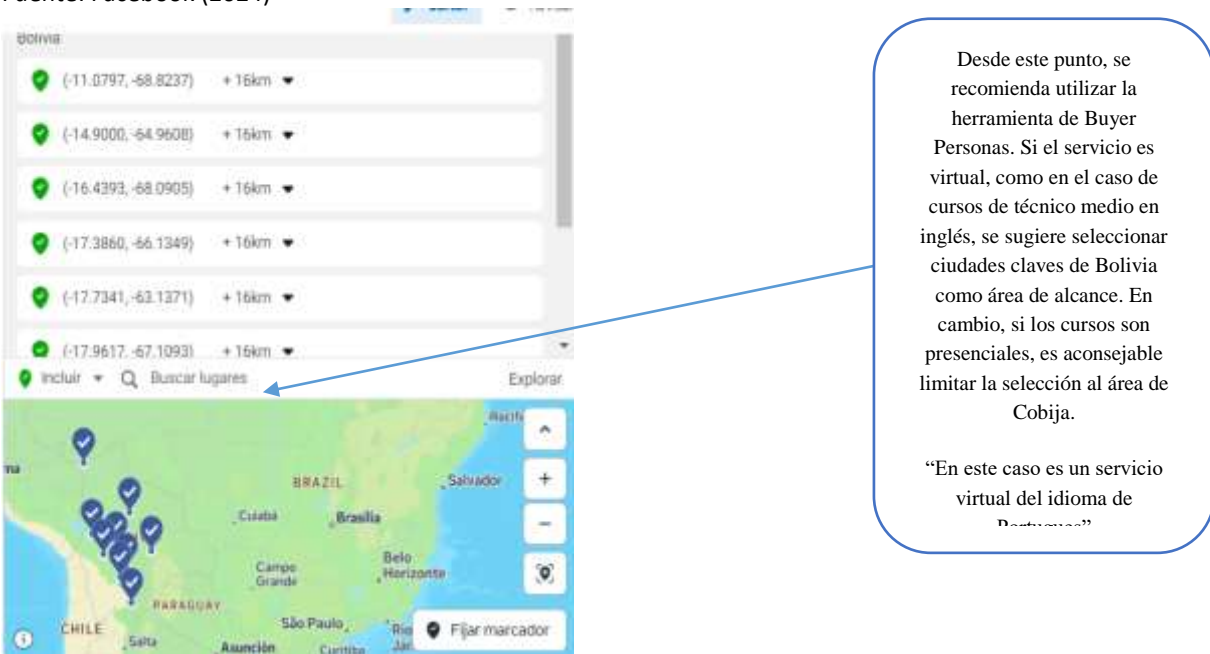 Fuente: Facebook (2024)
Bolivia
(-11.0797, -68.8237) + 16km
(-14.9000, -64.9608) + 16km
(-16.4393, -68.0905) + 16km
(-17.3860, -66.1349) + 16km
(-17.7341, -63.1371) + 16km
(-17.9617, -67.1093) + 16km
Incluir Buscar lugares Explorar
BRAZIL
Salvador
Cuiabá
Brasília
Campo
Grande
Belo
Horizonte
PARAGUAY
São Paulo
CHILE
Salta
Asunción
Curitiba
Fijar marcador
Desde este punto, se
recomienda utilizar la
herramienta de Buyer
Personas. Si el servicio es
virtual, como en el caso de
cursos de técnico medio en
inglés, se sugiere seleccionar
ciudades claves de Bolivia
como área de alcance. En
cambio, si los cursos son
presenciales, es aconsejable
limitar la selección al área de
Cobija.
“En este caso es un servicio
virtual del idioma de
Portugues”